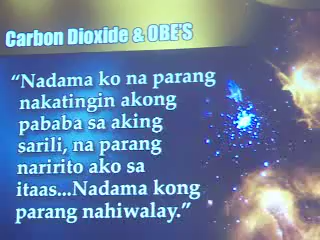 Carbon Dioxide & OBE'S
“Nadama ko na parang
nakatingin akong
pababa sa aking
sarili, na parang
naririto ako sa
itaas...Nadama kong
parang nahiwalay.”